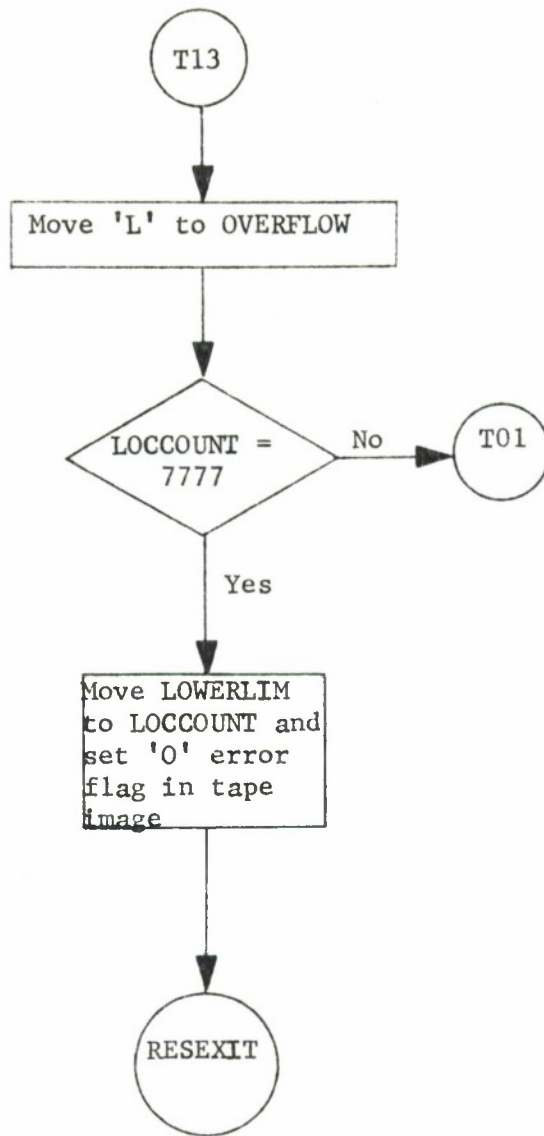 T13
Move 'L' to OVERFLOW
LOCCOUNT =
7777
No
T01
Yes
Move LOWERLIM
to LOCCOUNT and
set 'O' error
flag in tape
image
RESEXIT